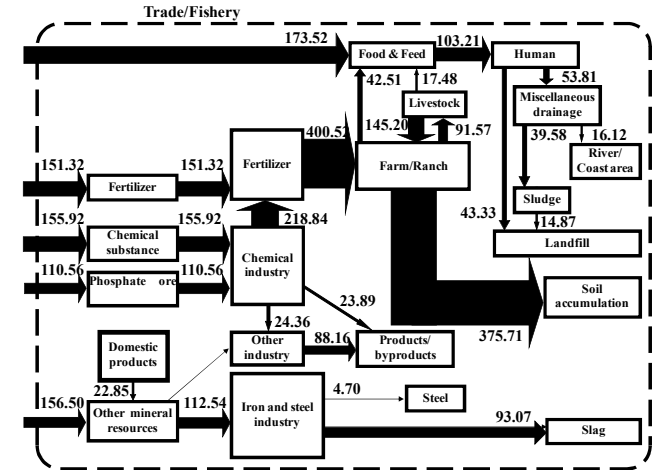 Trade/Fishery
173.52
Food & Feed
103.21
Human
42.51
17.48
53.81
Livestock
Miscellaneous
drainage
400.52
145.20
91.57
39.58
16.12
Fertilizer
Farm/Ranch
River/
Coast area
151.32
Fertilizer
151.32
Sludge
155.92
Chemical
substance
155.92
218.84
43.33
14.87
Landfill
110.56
Phosphate ore
110.56
Chemical
industry
23.89
Soil
accumulation
24.36
375.71
Domestic
products
Other
industry
88.16
Products/
byproducts
22.85
156.50
Other mineral
resources
112.54
Iron and steel
industry
4.70
Steel
93.07
Slag